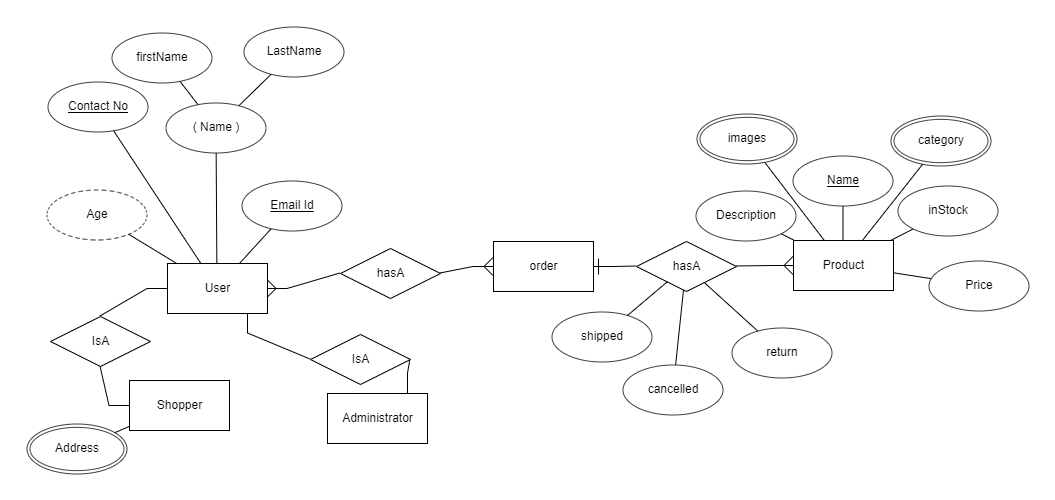 LastName
firstName
Contact No
( Name )
images
category
Name
Email Id
Age
Description
inStock
hasA
order
hasA
Product
User
Price
shipped
IsA
return
IsA
cancelled
Shopper
Administrator
Address